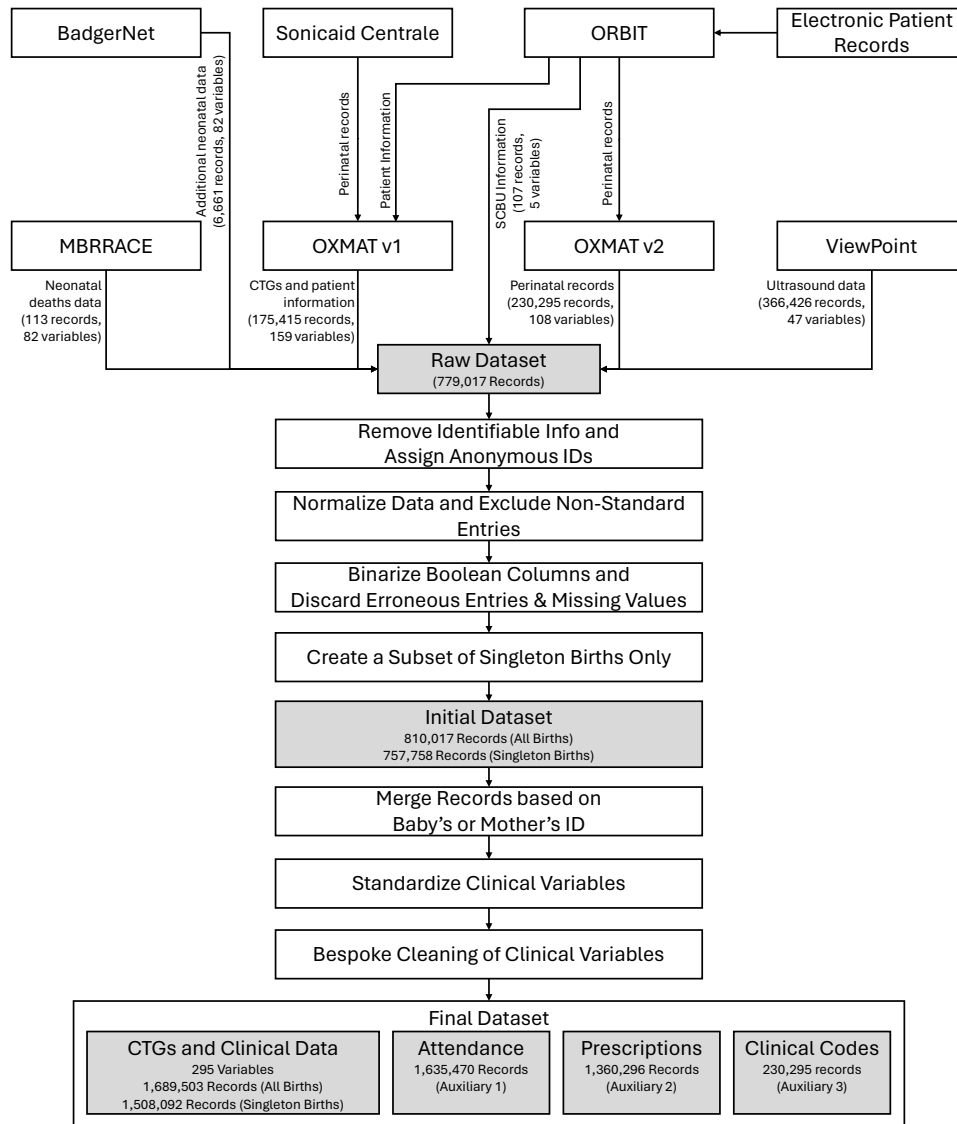 BadgerNet
Sonicaid Centrale
ORBIT
Electronic Patient
Records
Additional neonatal data
(6,661 records, 82 variables)
Perinatal records
Patient Information
SCBU Information
(107 records,
5 variables)
Perinatal records
MBRRACE
OXMAT v1
OXMAT v2
ViewPoint
Neonatal
deaths data
(113 records,
82 variables)
CTGs and patient
information
(175,415 records,
159 variables)
Perinatal records
(230,295 records,
108 variables)
Ultrasound data
(366,426 records,
47 variables)
Raw Dataset
(779,017 Records)
Remove Identifiable Info and
Assign Anonymous IDs
Normalize Data and Exclude Non-Standard
Entries
Binarize Boolean Columns and
Discard Erroneous Entries & Missing Values
Create a Subset of Singleton Births Only
Initial Dataset
810,017 Records (All Births)
757,758 Records (Singleton Births)
Merge Records based on
Baby's or Mother's ID
Standardize Clinical Variables
Bespoke Cleaning of Clinical Variables
Final Dataset
CTGs and Clinical Data
295 Variables
1,689,503 Records (All Births)
1,508,092 Records (Singleton Births)
Attendance
1,635,470 Records
(Auxiliary 1)
Prescriptions
1,360,296 Records
(Auxiliary 2)
Clinical Codes
230,295 records
(Auxiliary 3)